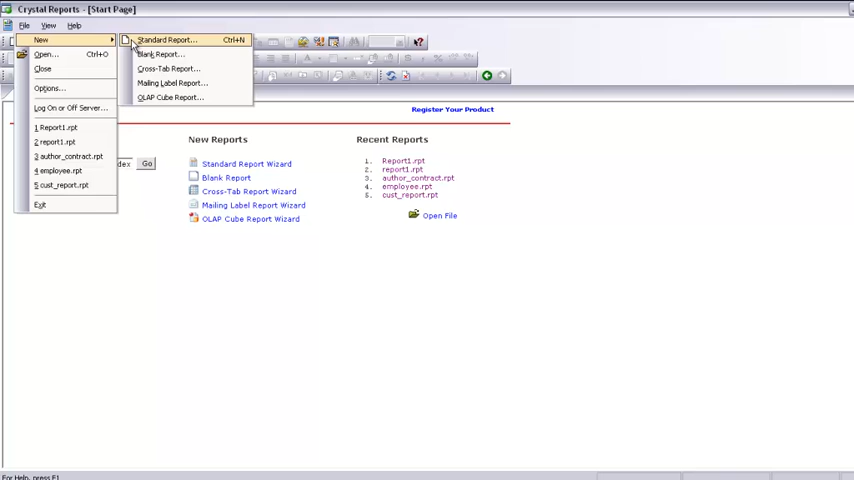 Crystal Reports - [Start Page]
File View Help
New
Open... Ctrl+O
Close
Options...
Log On or Off Server...
1 Report1.rpt
2 report1.rpt
3 author_contract.rpt
4 employee.rpt
5 cust_report.rpt
Exit
Standard Report... Ctrl+N
Blank Report...
Cross-Tab Report...
Mailing Label Report...
OLAP Cube Report...
Register Your Product
dex Go
New Reports
Standard Report Wizard
Blank Report
Cross-Tab Report Wizard
Mailing Label Report Wizard
OLAP Cube Report Wizard
Recent Reports
1. Report1.rpt
2. report1.rpt
3. author_contract.rpt
4. employee.rpt
5. cust_report.rpt
Open File
For Help, press F1